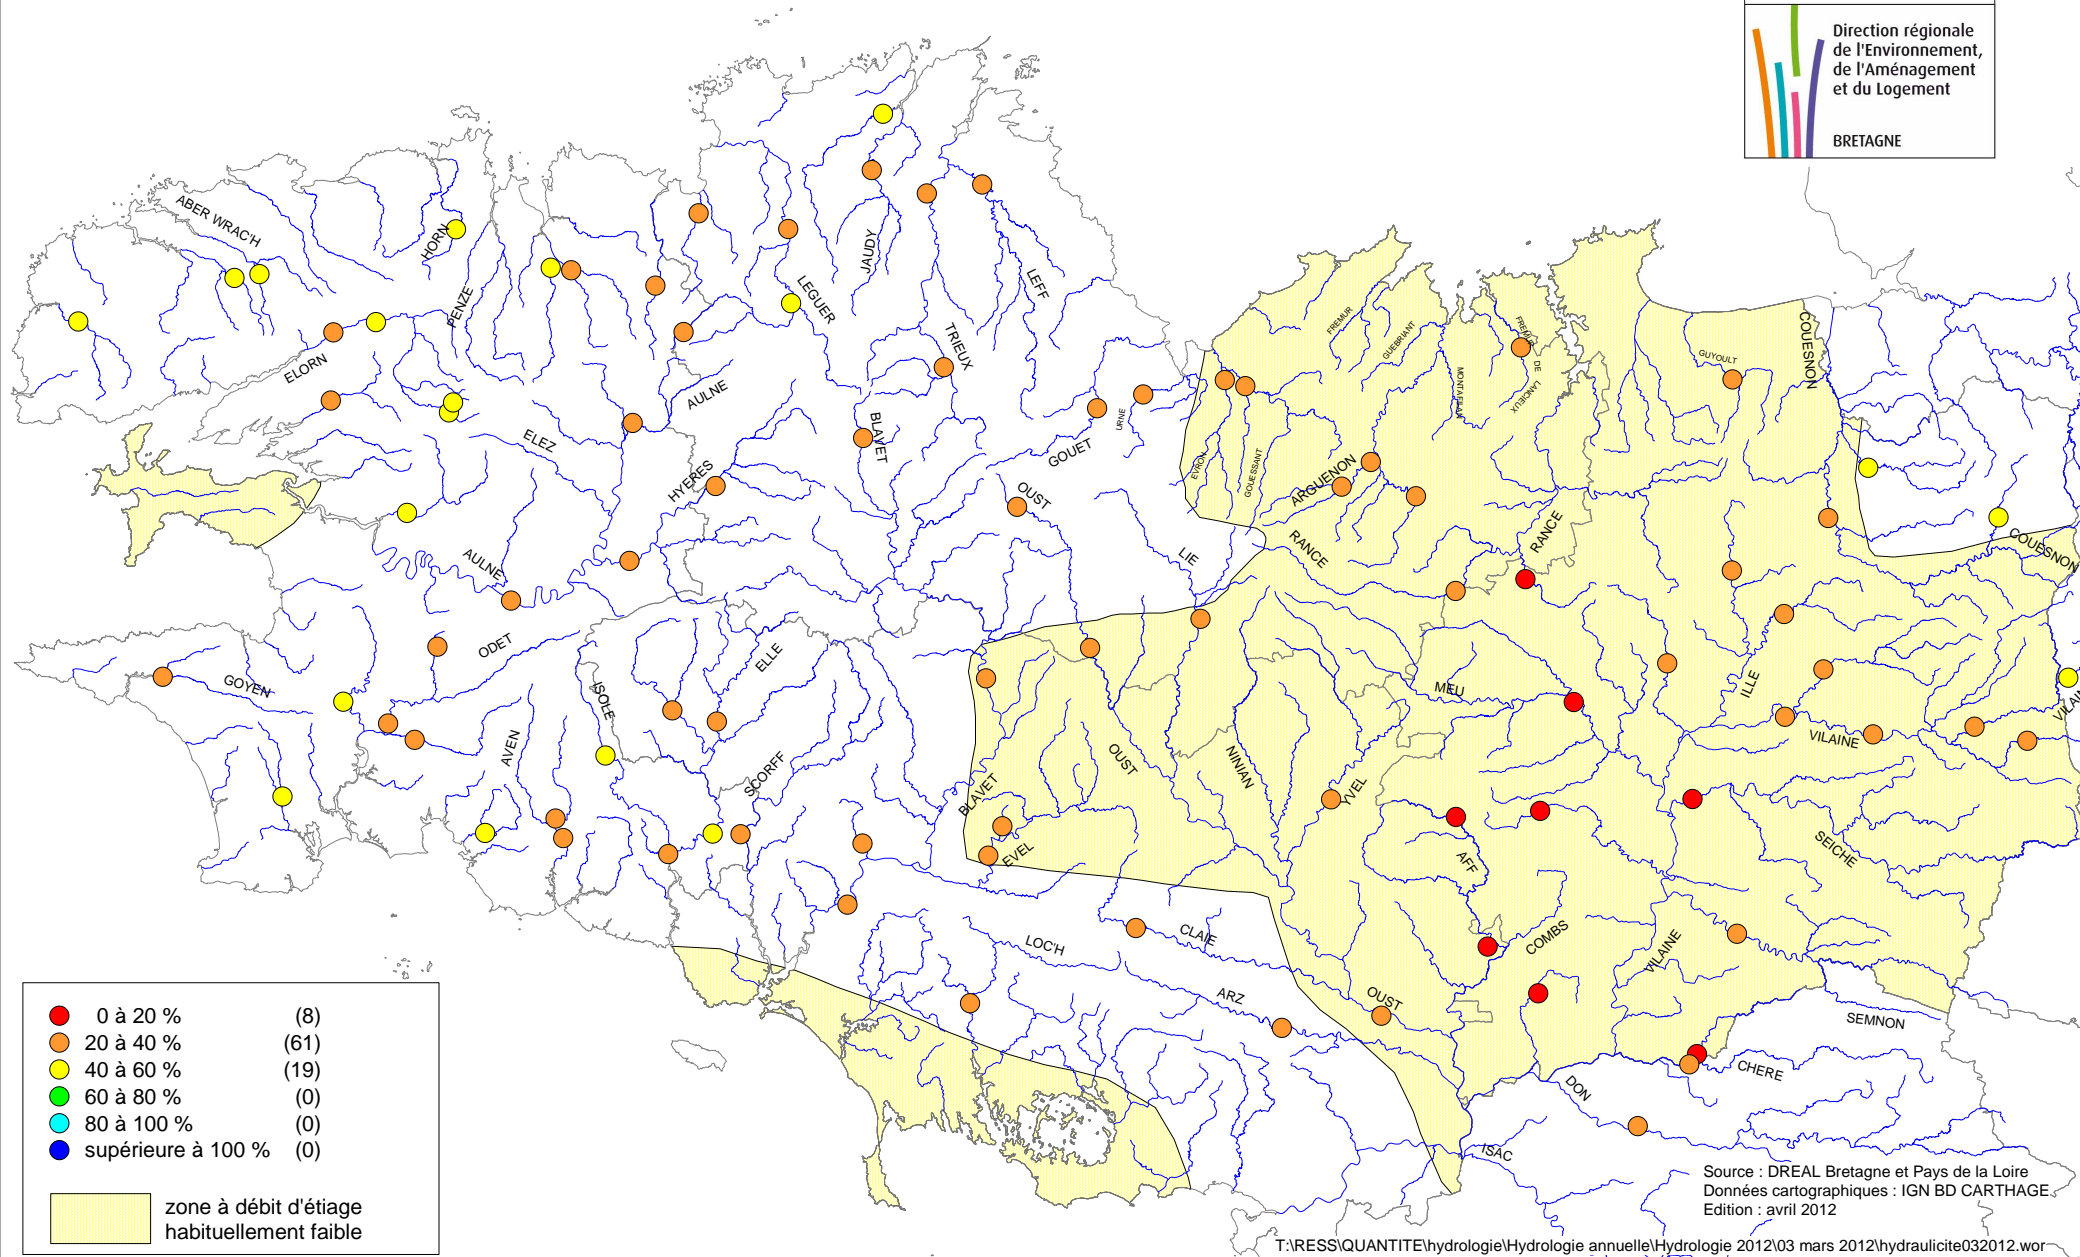 Direction régionale
de l'Environnement,
de l'Aménagement
et du Logement
BRETAGNE
ABER WRAC'H
HORN
PENZE
ELORN
JAUDY
LEGUER
LEFF
TRIEUX
AULNE
ELEZ
HYERES
BLAVET
GOUET
URNE
OUST
LIE
FREMUR
GUEBRIANT
FREMUR
DE
LANCIEUX
MONTAFILAN
GUYOULT
COUESNON
EVRON
GOUESSANT
ARGUENON
RANCE
RANCE
COUESNON
AULNE
ODET
GOYEN
ELLE
ISOLE
AVEN
SCORFF
MEU
ILLE
VILAINE
VILAIN
OUST
NINIAN
YVEL
BLAVET
EVEL
AFF
SEICHE
COMBS
VILAINE
CLAIE
LOC'H
ARZ
OUST
SEMNON
CHERE
DON
ISAC
0 à 20 % (8)
20 à 40 % (61)
40 à 60 % (19)
60 à 80 % (0)
80 à 100 % (0)
supérieure à 100 % (0)
zone à débit d'étiage
habituellement faible
Source : DREAL Bretagne et Pays de la Loire
Données cartographiques : IGN BD CARTHAGE
Edition : avril 2012
T:\RESS\QUANTITE\hydrologie\Hydrologie annuelle\Hydrologie 2012\03 mars 2012\hydraulicite032012.wor